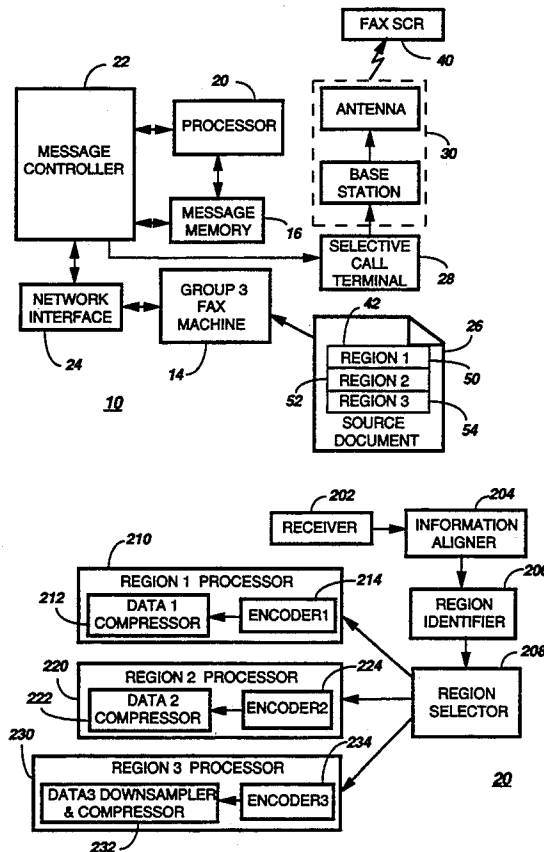 FAX SCR
40
22
20
MESSAGE
CONTROLLER
PROCESSOR
ANTENNA
30
BASE
STATION
MESSAGE
MEMORY
16
SELECTIVE
CALL
TERMINAL
28
NETWORK
INTERFACE
24
GROUP 3
FAX
MACHINE
14
10
42
26
REGION 1
50
52
REGION 2
REGION 3
54
SOURCE
DOCUMENT
202
204
RECEIVER
INFORMATION
ALIGNER
206
REGION
IDENTIFIER
208
REGION
SELECTOR
20
210
REGION 1 PROCESSOR
214
212
DATA 1
COMPRESSOR
ENCODER1
220
REGION 2 PROCESSOR
224
222
DATA 2
COMPRESSOR
ENCODER2
230
REGION 3 PROCESSOR
234
DATA3 DOWNSAMPLER
& COMPRESSOR
ENCODER3
232